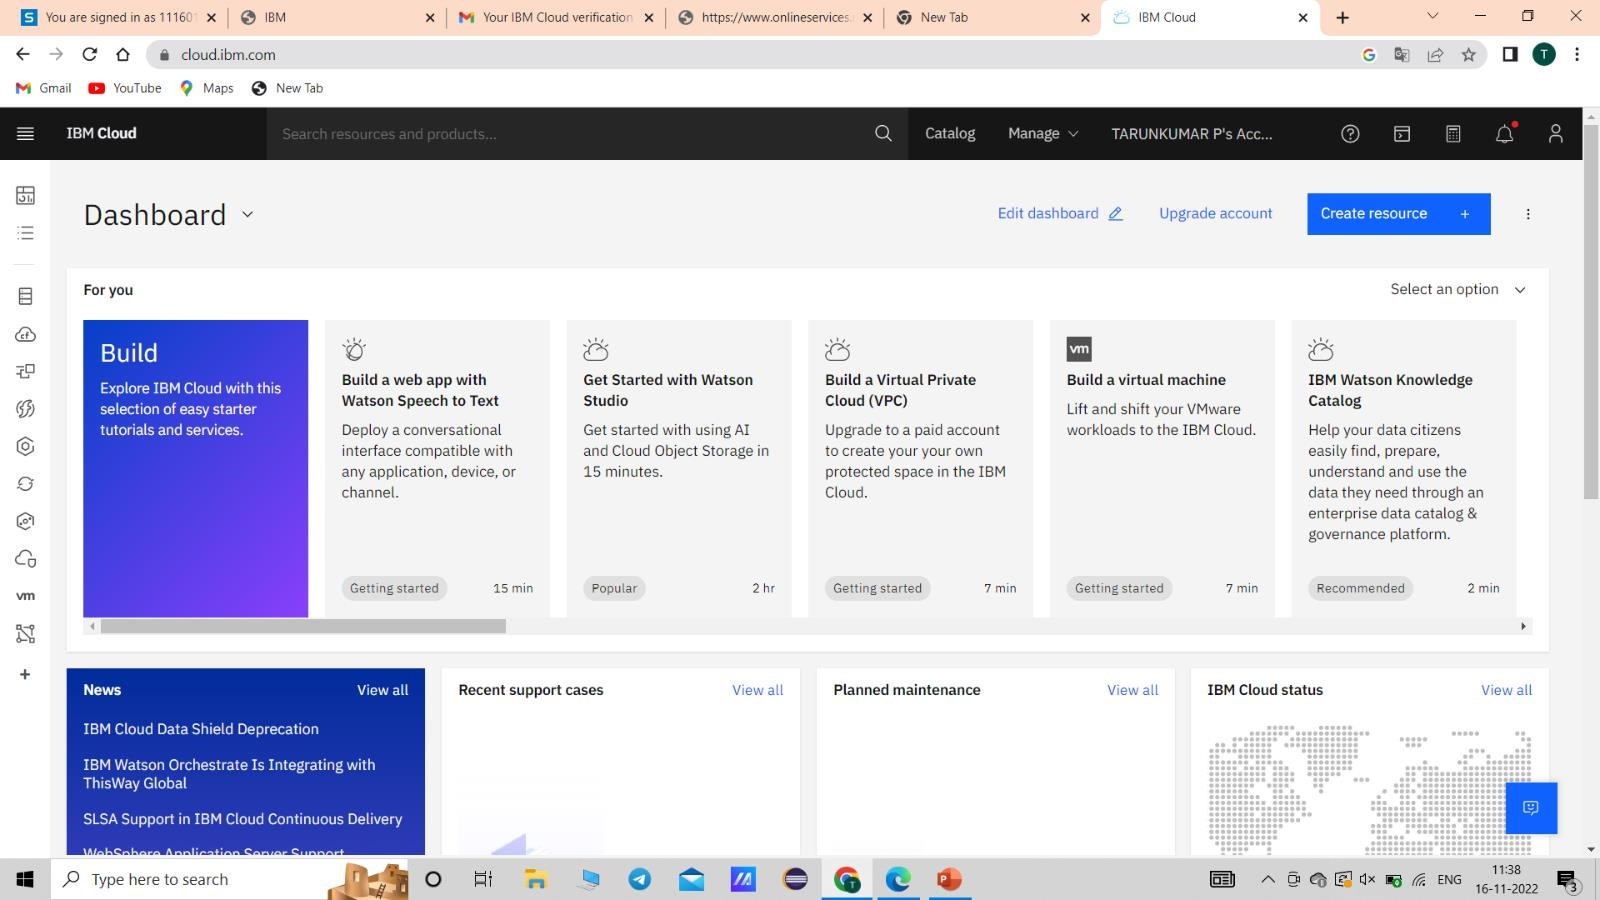 You are signed in as 11160
IBM
Your IBM Cloud verification
https://www.onlineservices.
New Tab
IBM Cloud
cloud.ibm.com
T
Gmail
YouTube
Maps
New Tab
IBM Cloud
Search resources and products...
Catalog
Manage
TARUNKUMAR P's Acc...
Dashboard
Edit dashboard
Upgrade account
Create resource +
For you
Select an option
Build
Explore IBM Cloud with this
selection of easy starter
tutorials and services.
Build a web app with
Watson Speech to Text
Deploy a conversational
interface compatible with
any application, device, or
channel.
Getting started
15 min
Get Started with Watson
Studio
Get started with using AI
and Cloud Object Storage in
15 minutes.
Popular
2 hr
Build a Virtual Private
Cloud (VPC)
Upgrade to a paid account
to create your your own
protected space in the IBM
Cloud.
Getting started
7 min
vm
Build a virtual machine
Lift and shift your VMware
workloads to the IBM Cloud.
Getting started
7 min
IBM Watson Knowledge
Catalog
Help your data citizens
easily find, prepare,
understand and use the
data they need through an
enterprise data catalog &
governance platform.
Recommended
2 min
vm
News
View all
IBM Cloud Data Shield Deprecation
IBM Watson Orchestrate Is Integrating with
ThisWay Global
SLSA Support in IBM Cloud Continuous Delivery
WebSphere Application Server Support
Recent support cases
View all
Planned maintenance
View all
IBM Cloud status
View all
Type here to search
ENG
11:38
16-11-2022
3